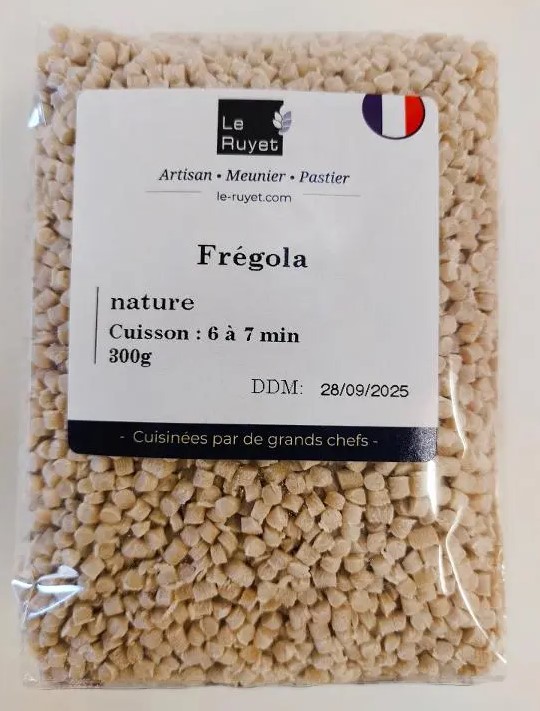 Le
Ruyet
Artisan • Meunier • Pastier
le-ruyet.com
Frégola
nature
Cuisson : 6 à 7 min
300g
DDM: 28/09/2025
- Cuisinées par de grands chefs -